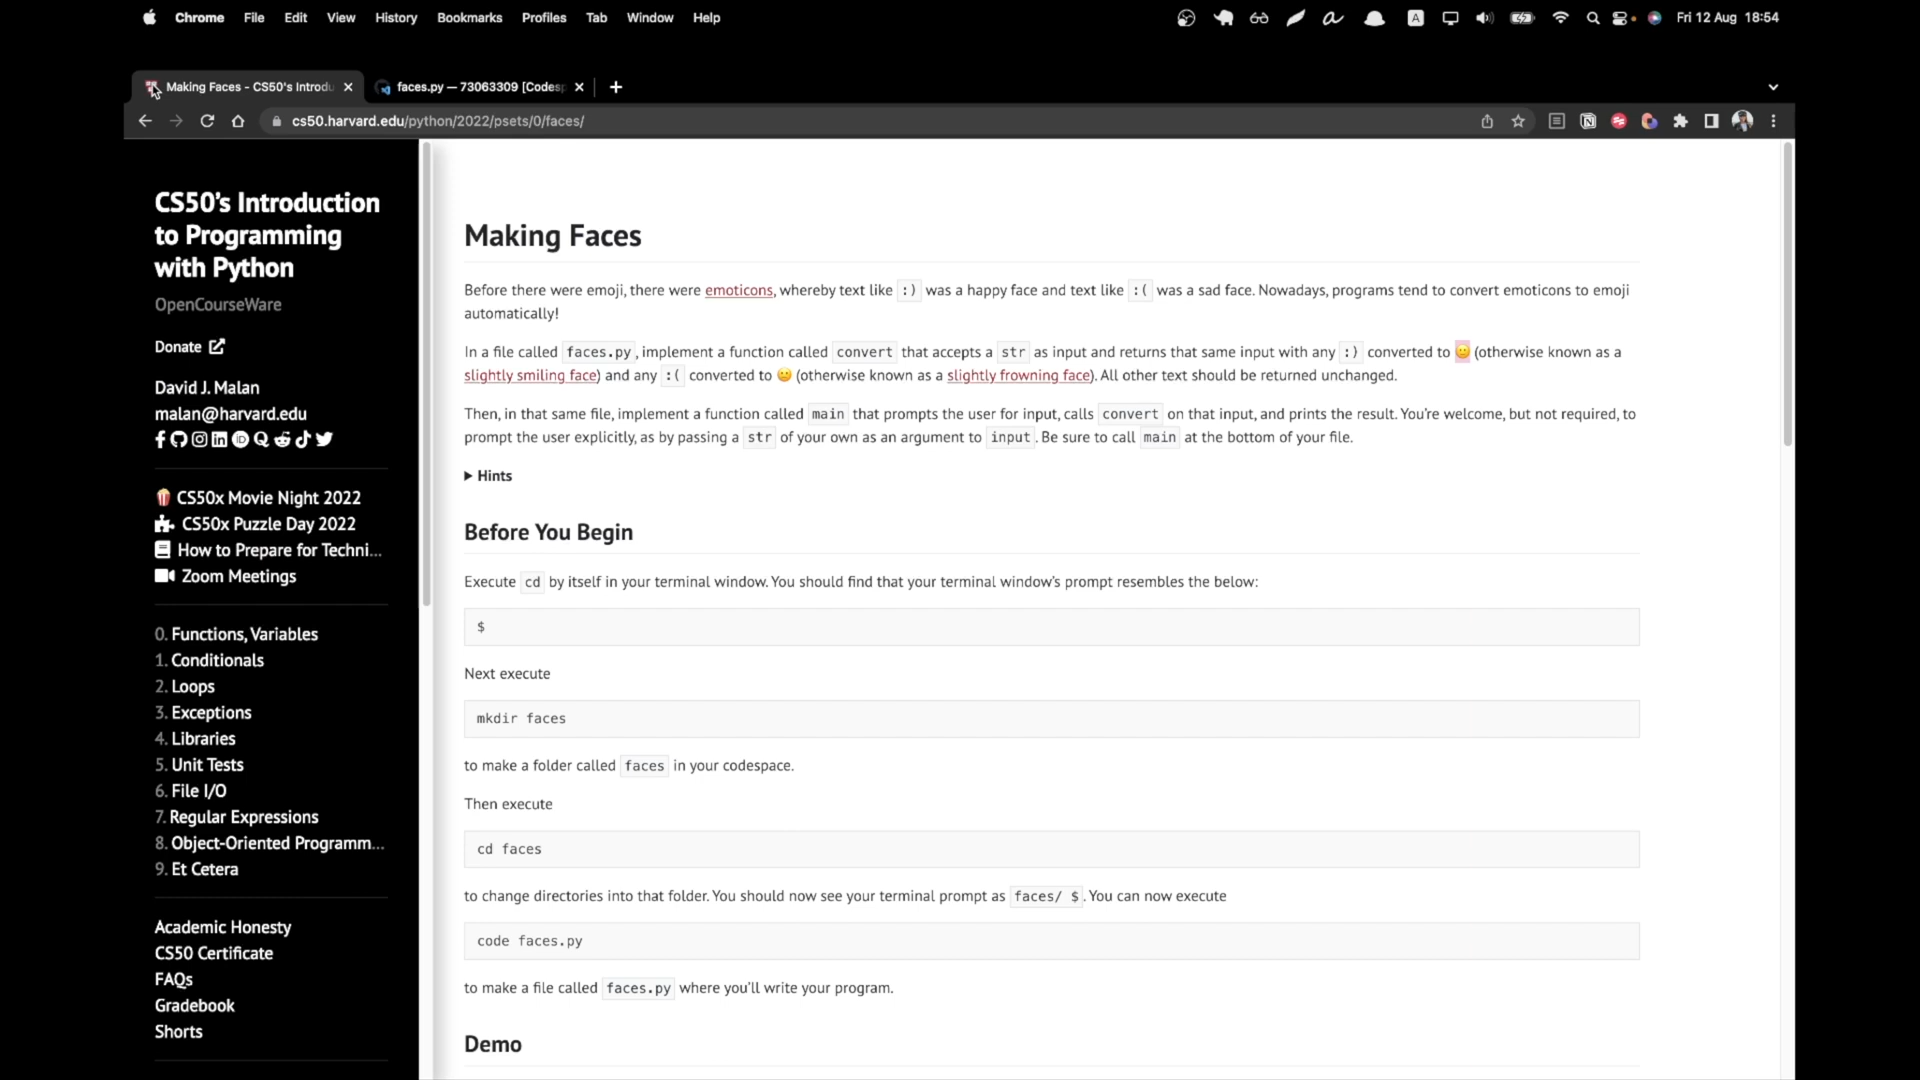 Chrome File Edit View History Bookmarks Profiles Tab Window Help
A
Fri 12 Aug 18:54
Making Faces - CS50's Introdu
faces.py — 73063309 [Codesp
cs50.harvard.edu/python/2022/psets/0/faces/
CS50's Introduction
to Programming
with Python
OpenCourseWare
Donate
David J. Malan
malan@harvard.edu
🍿 CS50x Movie Night 2022
CS50x Puzzle Day 2022
How to Prepare for Techni...
Zoom Meetings
0. Functions, Variables
1. Conditionals
2. Loops
3. Exceptions
4. Libraries
5. Unit Tests
6. File I/O
7. Regular Expressions
8. Object-Oriented Programm...
9. Et Cetera
Academic Honesty
CS50 Certificate
FAQs
Gradebook
Shorts
Making Faces
Before there were emoji, there were emoticons, whereby text like :) was a happy face and text like :( was a sad face. Nowadays, programs tend to convert emoticons to emoji
automatically!
In a file called faces.py, implement a function called convert that accepts a str as input and returns that same input with any :) converted to 🙂 (otherwise known as a
slightly smiling face) and any :( converted to 🙁 (otherwise known as a slightly frowning face). All other text should be returned unchanged.
Then, in that same file, implement a function called main that prompts the user for input, calls convert on that input, and prints the result. You're welcome, but not required, to
prompt the user explicitly, as by passing a str of your own as an argument to input. Be sure to call main at the bottom of your file.
▶ Hints
Before You Begin
Execute cd by itself in your terminal window. You should find that your terminal window's prompt resembles the below:
$
Next execute
mkdir faces
to make a folder called faces in your codespace.
Then execute
cd faces
to change directories into that folder. You should now see your terminal prompt as faces/ $. You can now execute
code faces.py
to make a file called faces.py where you'll write your program.
Demo